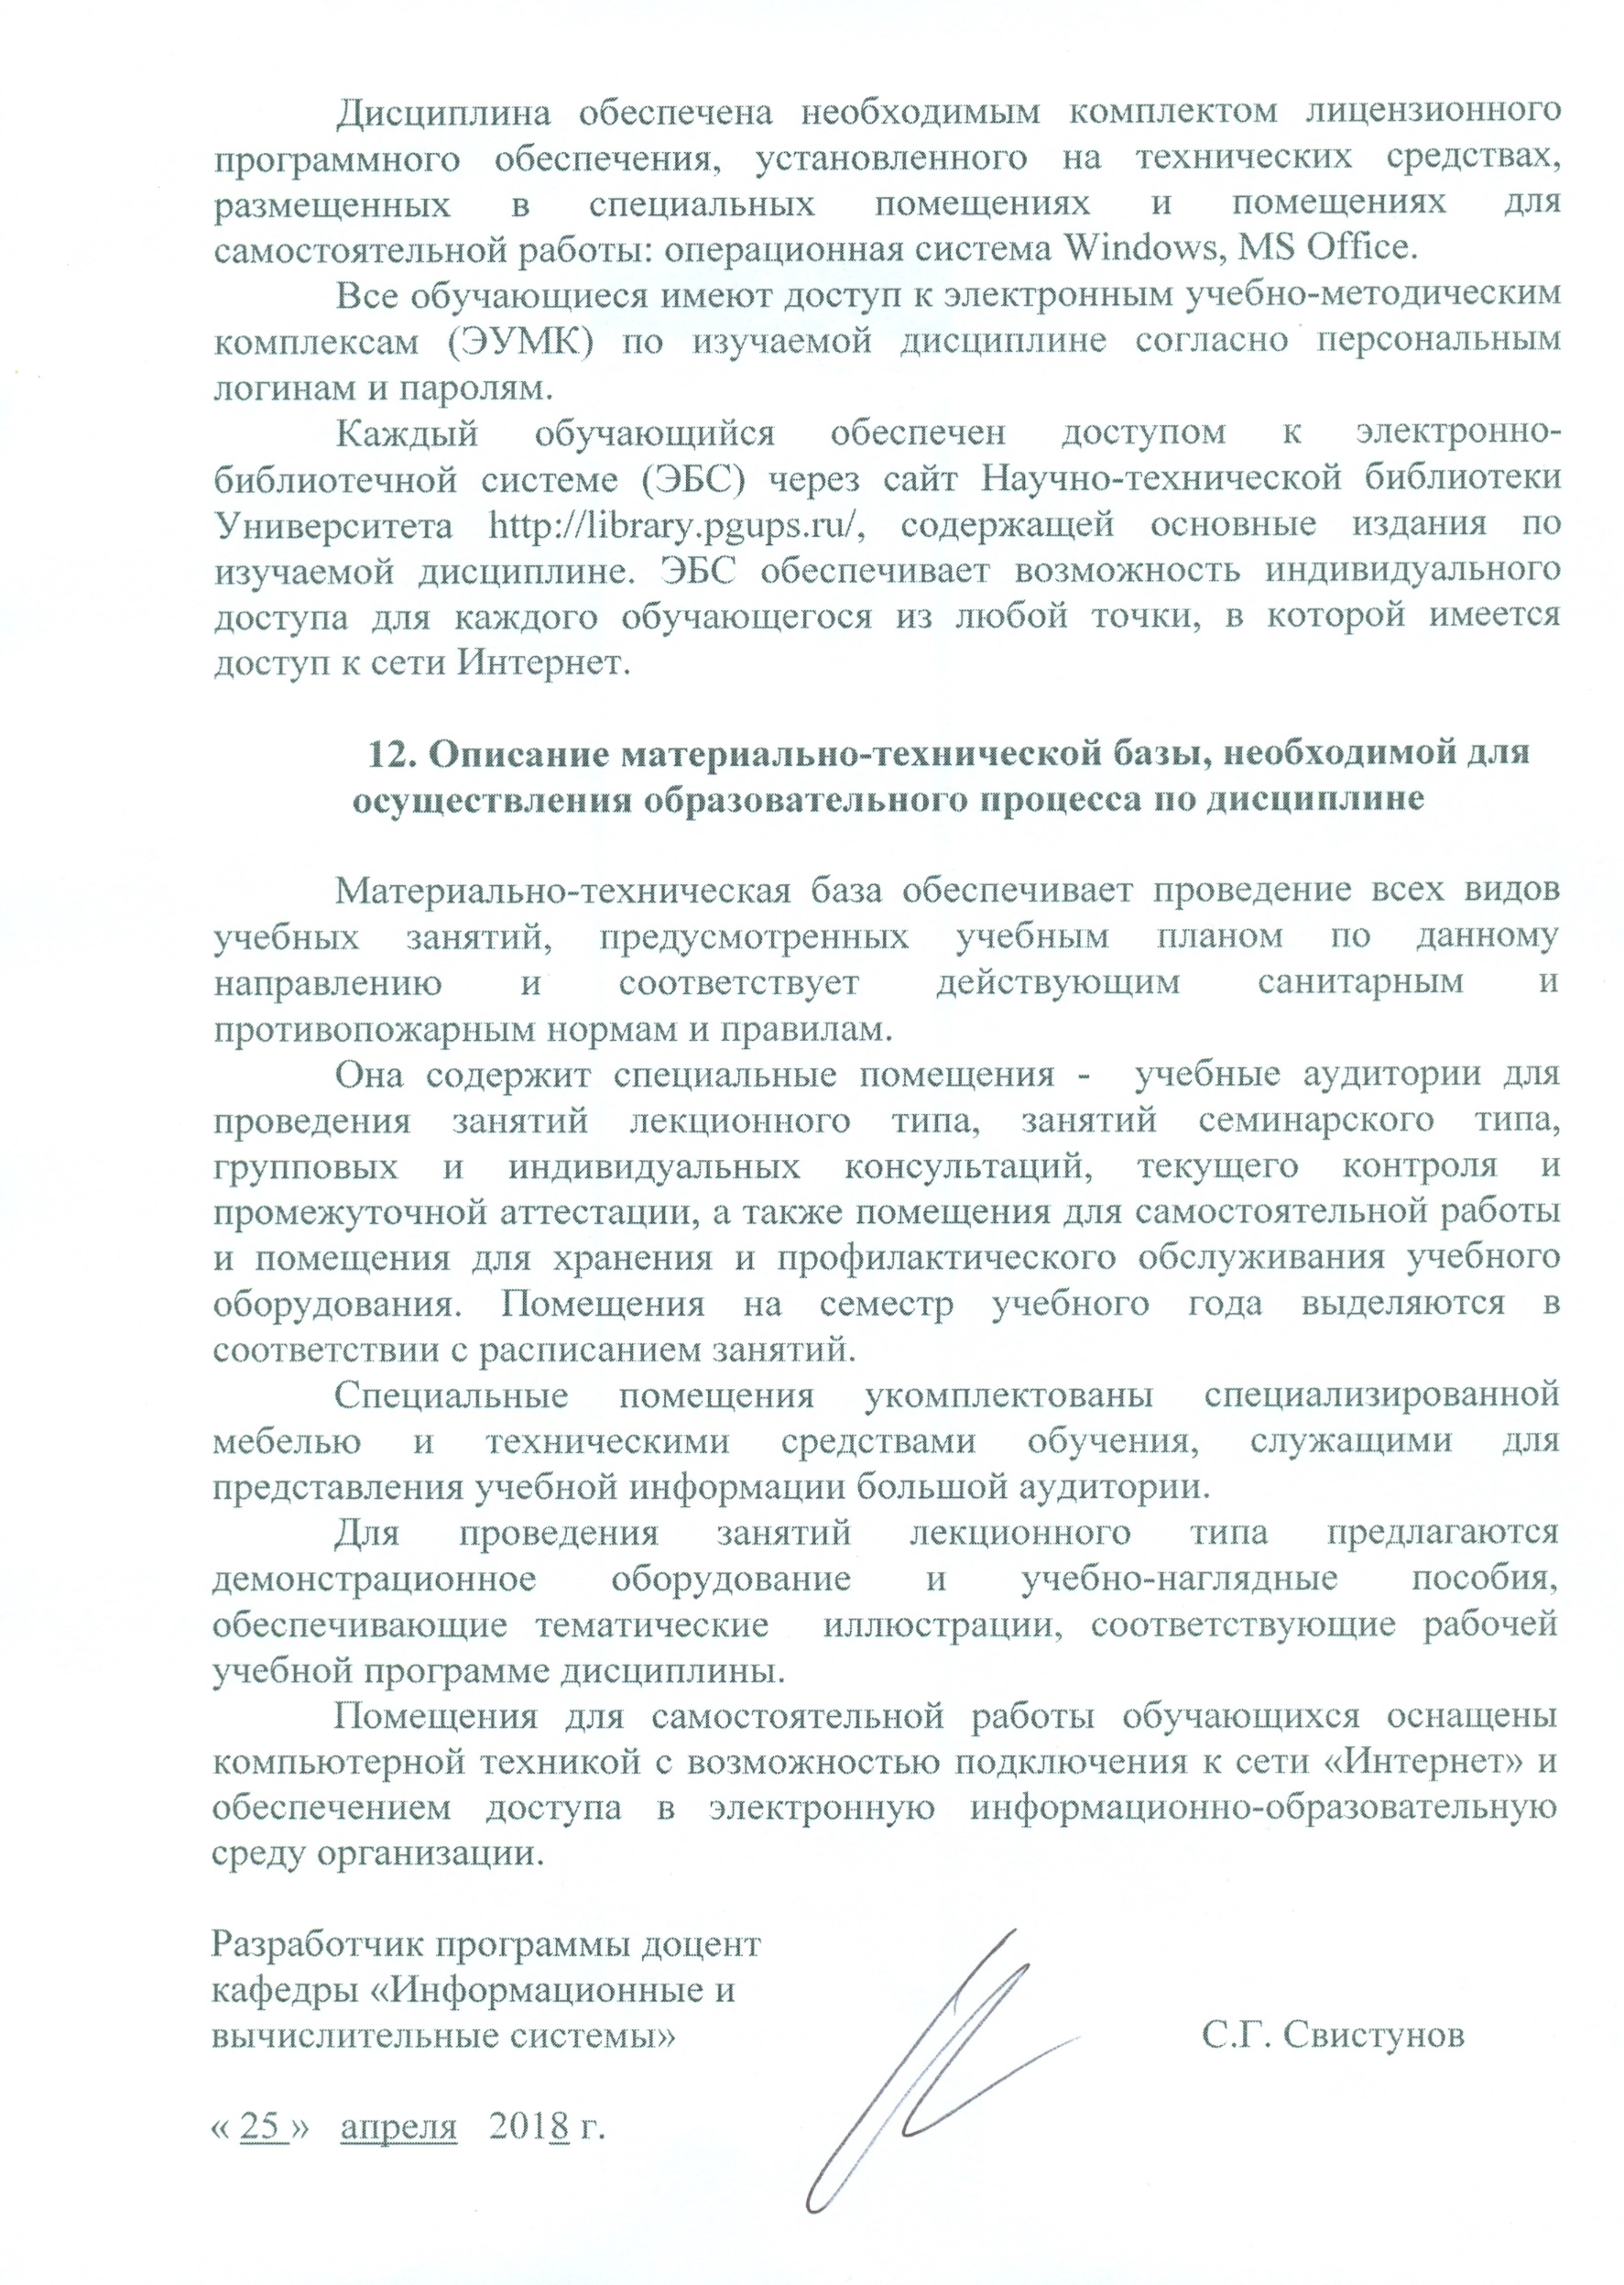 Дисциплина обеспечена необходимым комплектом лицензионного
программного обеспечения, установленного на технических средствах,
размещенных в специальных помещениях и помещениях для
самостоятельной работы: операционная система Windows, MS Office.
Все обучающиеся имеют доступ к электронным учебно-методическим
комплексам (ЭУМК) по изучаемой дисциплине согласно персональным
логинам и паролям.
Каждый обучающийся обеспечен доступом к электронно-
библиотечной системе (ЭБС) через сайт Научно-технической библиотеки
Университета http://library.pgups.ru/, содержащей основные издания по
изучаемой дисциплине. ЭБС обеспечивает возможность индивидуального
доступа для каждого обучающегося из любой точки, в которой имеется
доступ к сети Интернет.
12. Описание материально-технической базы, необходимой для
осуществления образовательного процесса по дисциплине
Материально-техническая база обеспечивает проведение всех видов
учебных занятий, предусмотренных учебным планом по данному
направлению и соответствует действующим санитарным и
противопожарным нормам и правилам.
Она содержит специальные помещения - учебные аудитории для
проведения занятий лекционного типа, занятий семинарского типа,
групповых и индивидуальных консультаций, текущего контроля и
промежуточной аттестации, а также помещения для самостоятельной работы
и помещения для хранения и профилактического обслуживания учебного
оборудования. Помещения на семестр учебного года выделяются в
соответствии с расписанием занятий.
Специальные помещения укомплектованы специализированной
мебелью и техническими средствами обучения, служащими для
представления учебной информации большой аудитории.
Для проведения занятий лекционного типа предлагаются
демонстрационное оборудование и учебно-наглядные пособия,
обеспечивающие тематические иллюстрации, соответствующие рабочей
учебной программе дисциплины.
Помещения для самостоятельной работы обучающихся оснащены
компьютерной техникой с возможностью подключения к сети «Интернет» и
обеспечением доступа в электронную информационно-образовательную
среду организации.
Разработчик программы доцент
кафедры «Информационные и
вычислительные системы» С.Г. Свистунов
« 25 » апреля 2018 г.